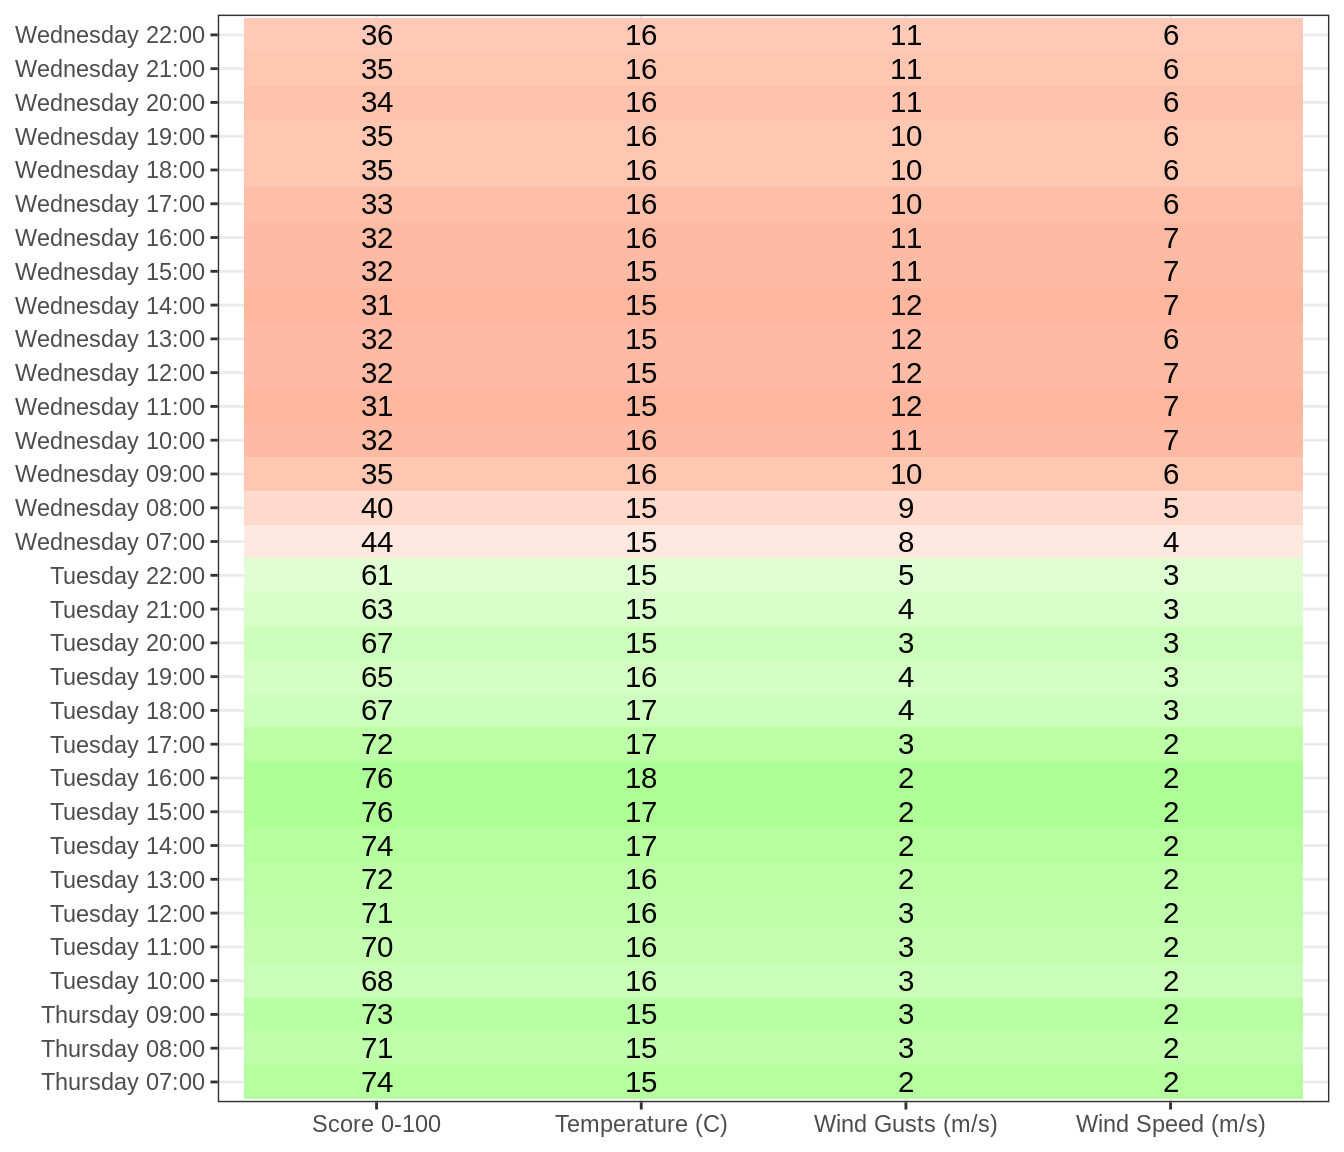 Wednesday 22:00 36 16 11 6
Wednesday 21:00 35 16 11 6
Wednesday 20:00 34 16 11 6
Wednesday 19:00 35 16 10 6
Wednesday 18:00 35 16 10 6
Wednesday 17:00 33 16 10 6
Wednesday 16:00 32 16 11 7
Wednesday 15:00 32 15 11 7
Wednesday 14:00 31 15 12 7
Wednesday 13:00 32 15 12 6
Wednesday 12:00 32 15 12 7
Wednesday 11:00 31 15 12 7
Wednesday 10:00 32 16 11 7
Wednesday 09:00 35 16 10 6
Wednesday 08:00 40 15 9 5
Wednesday 07:00 44 15 8 4
Tuesday 22:00 61 15 5 3
Tuesday 21:00 63 15 4 3
Tuesday 20:00 67 15 3 3
Tuesday 19:00 65 16 4 3
Tuesday 18:00 67 17 4 3
Tuesday 17:00 72 17 3 2
Tuesday 16:00 76 18 2 2
Tuesday 15:00 76 17 2 2
Tuesday 14:00 74 17 2 2
Tuesday 13:00 72 16 2 2
Tuesday 12:00 71 16 3 2
Tuesday 11:00 70 16 3 2
Tuesday 10:00 68 16 3 2
Thursday 09:00 73 15 3 2
Thursday 08:00 71 15 3 2
Thursday 07:00 74 15 2 2
Score 0-100 Temperature (C) Wind Gusts (m/s) Wind Speed (m/s)